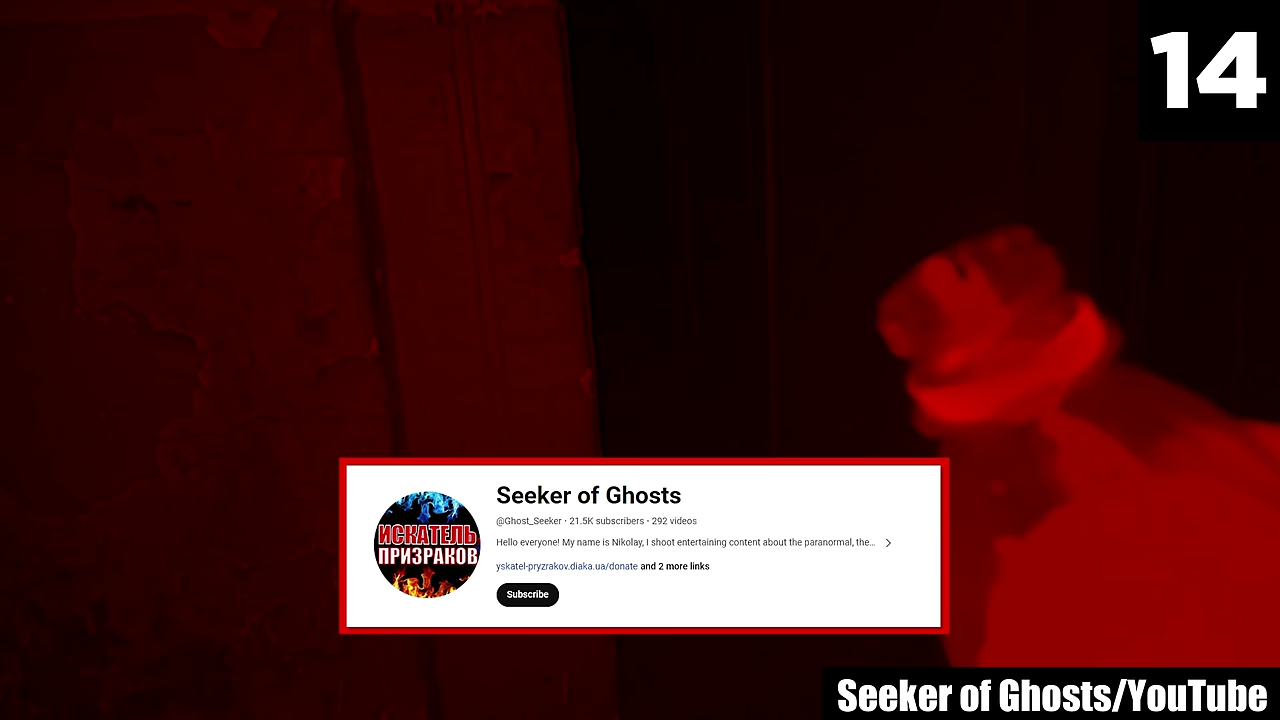 14
Seeker of Ghosts
@Ghost_Seeker · 21.5K subscribers · 292 videos
Hello everyone! My name is Nikolay, I shoot entertaining content about the paranormal, the...
yskatel-pryzrakov.diaka.ua/donate and 2 more links
ИСКАТЕЛЬ
ПРИЗРАКОВ
Subscribe
Seeker of Ghosts/YouTube